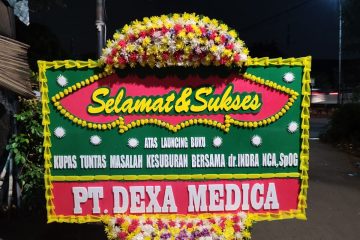 Selamat & Sukses
ATAS LAUNCING BUKU
KUPAS TUNTAS MASALAH KESUBURAN BERSAMA dr.INDRA NCA,SpOG
PT. DEXA MEDICA